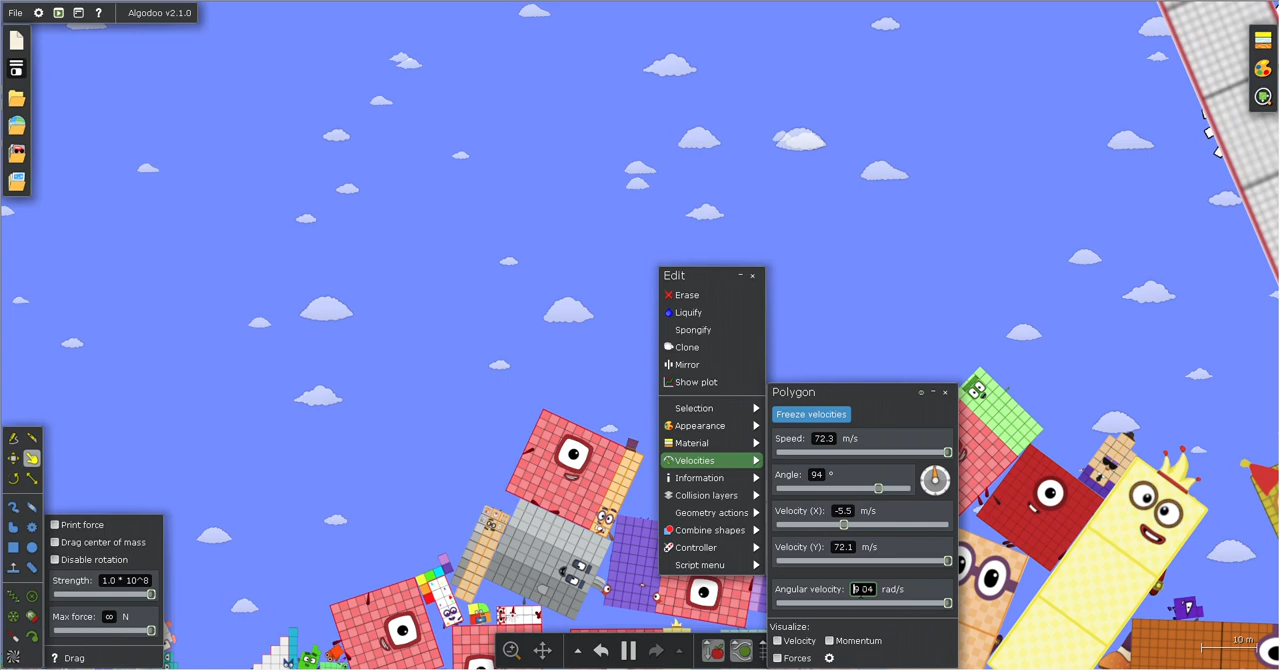 File ? Algodoo v2.1.0
Edit
Erase
Liquify
Spongify
Clone
Mirror
Show plot
Selection
Appearance
Material
Velocities
Information
Collision layers
Geometry actions
Combine shapes
Controller
Script menu
Polygon
Freeze velocities
Speed: 72.3 m/s
Angle: 94 °
Velocity (X): -5.5 m/s
Velocity (Y): 72.1 m/s
Angular velocity: 9.04 rad/s
Visualize:
Velocity Momentum
Forces
Print force
Drag center of mass
Disable rotation
Strength: 1.0 * 10^8
Max force: ∞ N
? Drag
10 m